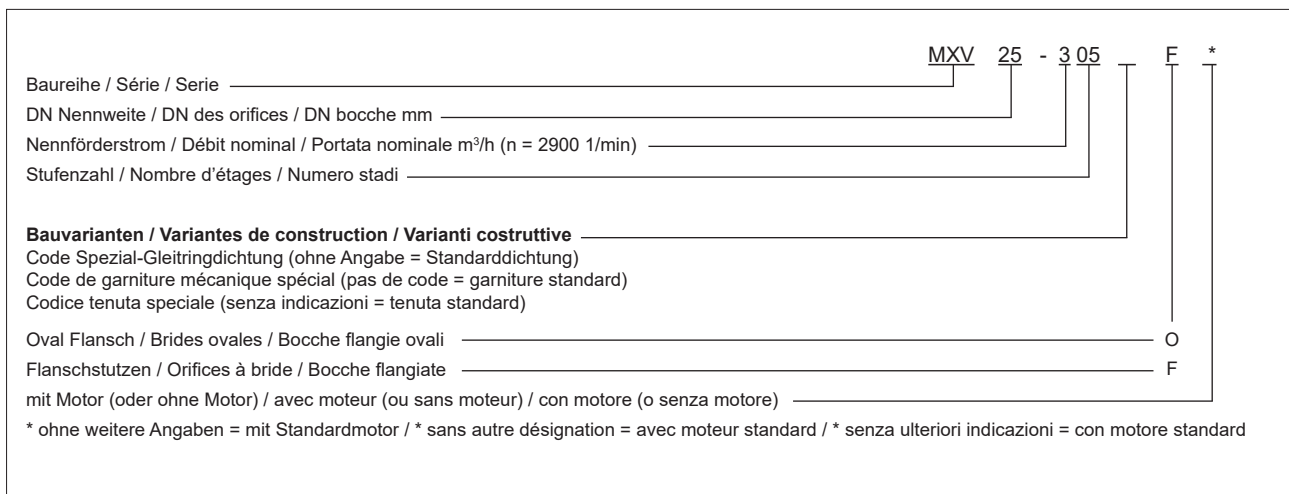 MXV 25 - 3 05 _ F *
Baureihe / Série / Serie
DN Nennweite / DN des orifices / DN bocche mm
Nennförderstrom / Débit nominal / Portata nominale m³/h (n = 2900 1/min)
Stufenzahl / Nombre d'étages / Numero stadi
Bauvarianten / Variantes de construction / Varianti costruttive
Code Spezial-Gleitringdichtung (ohne Angabe = Standarddichtung)
Code de garniture mécanique spécial (pas de code = garniture standard)
Codice tenuta speciale (senza indicazioni = tenuta standard)
Oval Flansch / Brides ovales / Bocche flangie ovali O
Flanschstutzen / Orifices à bride / Bocche flangiate F
mit Motor (oder ohne Motor) / avec moteur (ou sans moteur) / con motore (o senza motore)
* ohne weitere Angaben = mit Standardmotor / * sans autre désignation = avec moteur standard / * senza ulteriori indicazioni = con motore standard